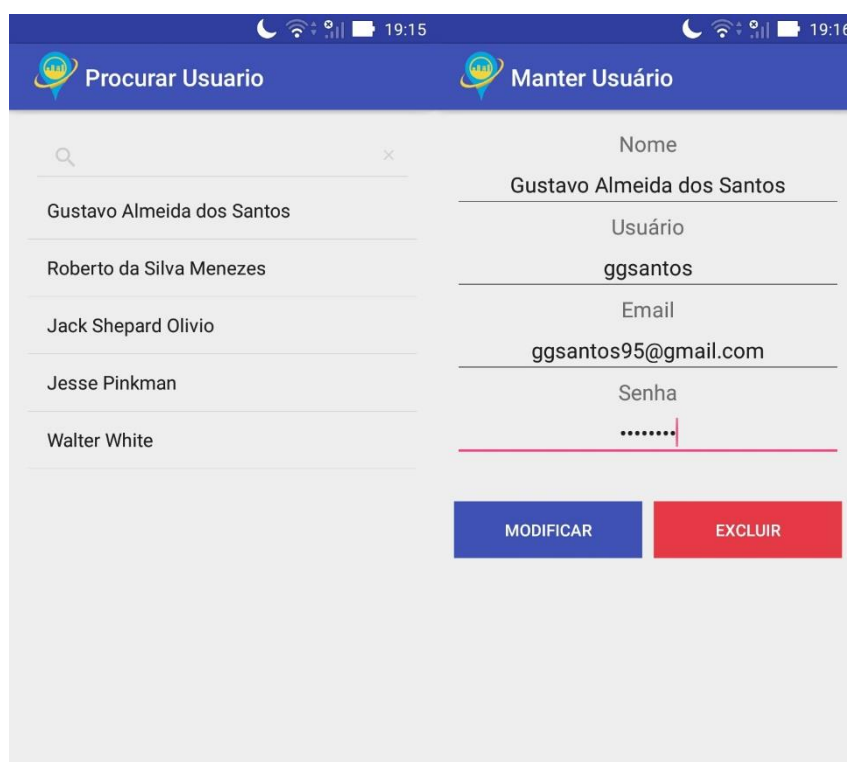 19:15
Procurar Usuario
Gustavo Almeida dos Santos
Roberto da Silva Menezes
Jack Shepard Olivio
Jesse Pinkman
Walter White
19:16
Manter Usuário
Nome
Gustavo Almeida dos Santos
Usuário
ggsantos
Email
ggsantos95@gmail.com
Senha
••••••••
MODIFICAR
EXCLUIR